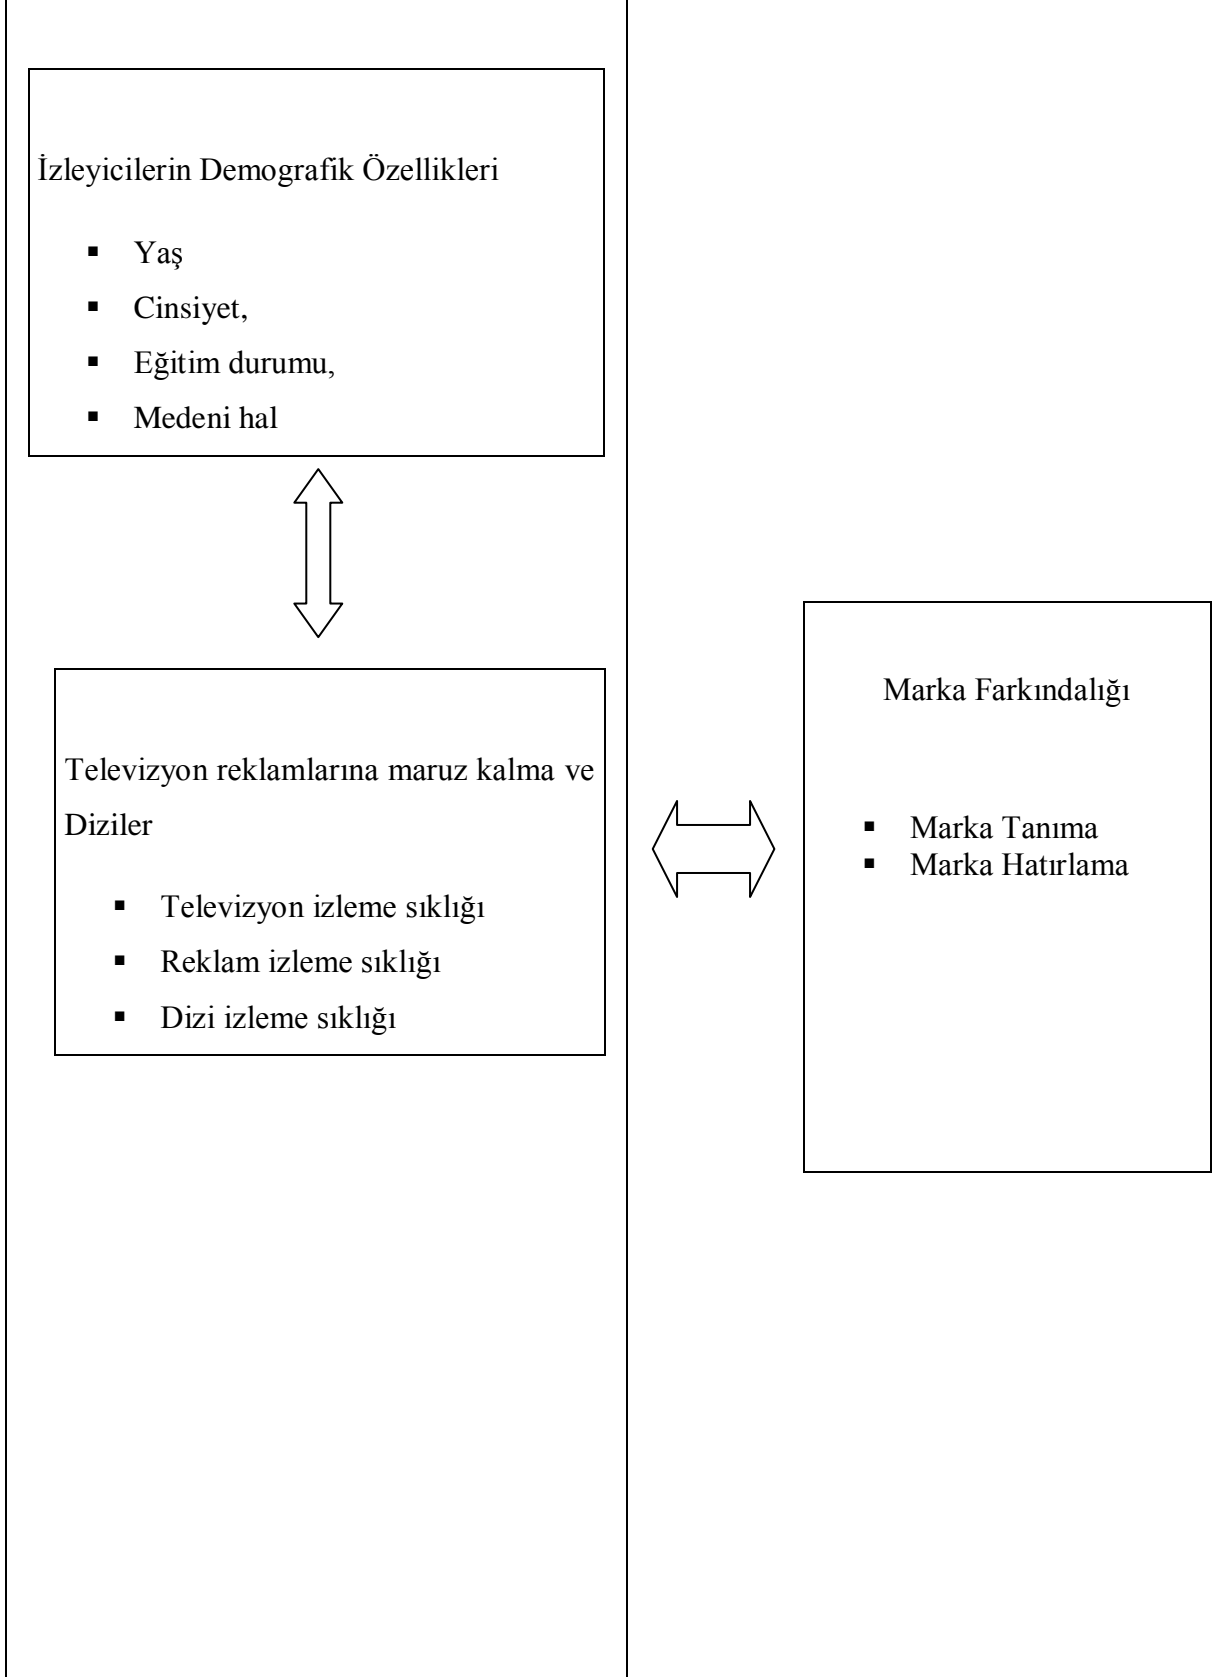 İzleyicilerin Demografik Özellikleri
▪ Yaş
▪ Cinsiyet,
▪ Eğitim durumu,
▪ Medeni hal
Televizyon reklamlarına maruz kalma ve
Diziler
▪ Televizyon izleme sıklığı
▪ Reklam izleme sıklığı
▪ Dizi izleme sıklığı
Marka Farkındalığı
▪ Marka Tanıma
▪ Marka Hatırlama